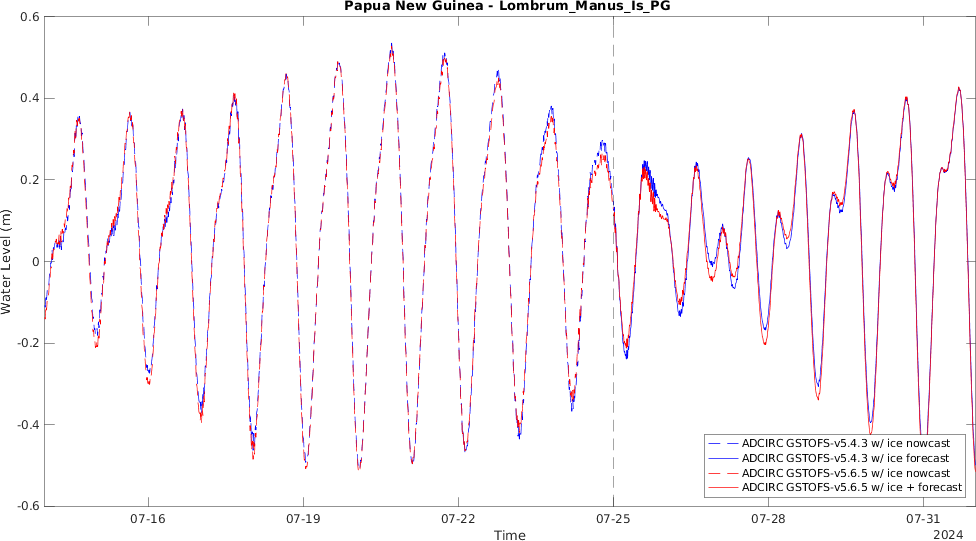 Papua New Guinea - Lombrum_Manus_Is_PG
0.6
0.4
0.2
0
-0.2
-0.4
-0.6
Water Level (m)
07-16
07-19
07-22
07-25
07-28
07-31
Time
2024
ADCIRC GSTOFS-v5.4.3 w/ ice nowcast
ADCIRC GSTOFS-v5.4.3 w/ ice forecast
ADCIRC GSTOFS-v5.6.5 w/ ice nowcast
ADCIRC GSTOFS-v5.6.5 w/ ice + forecast